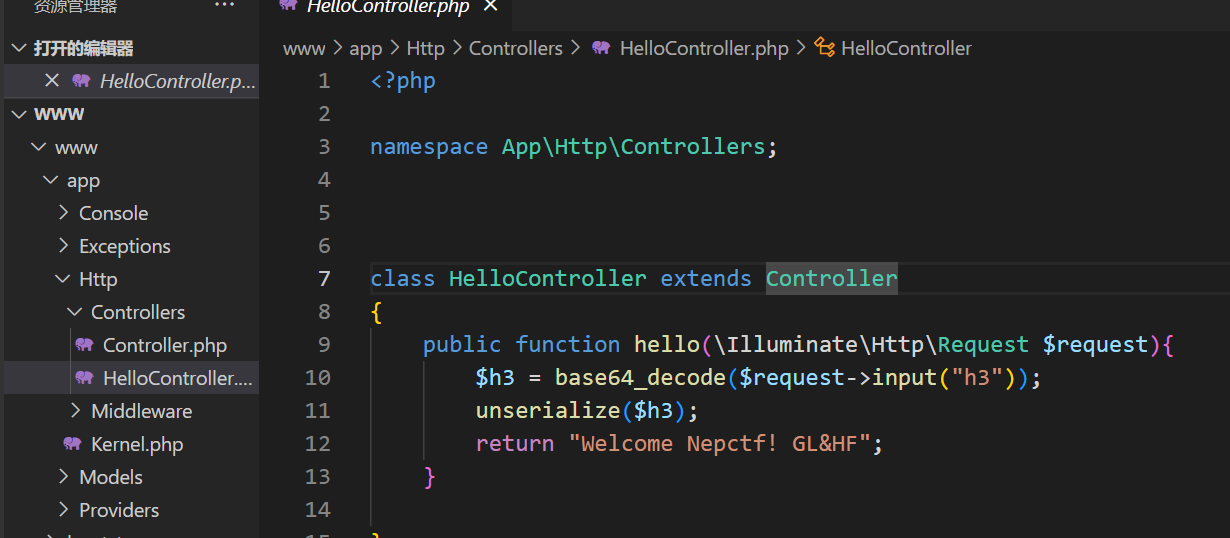 资源管理器
打开的编辑器
HelloController.p...
WWW
www
app
Console
Exceptions
Http
Controllers
Controller.php
HelloController....
Middleware
Kernel.php
Models
Providers
HelloController.php
www > app > Http > Controllers > HelloController.php > HelloController
1 <?php
2
3 namespace App\Http\Controllers;
4
5
6
7 class HelloController extends Controller
8 {
9 public function hello(\Illuminate\Http\Request $request){
10 $h3 = base64_decode($request->input("h3"));
11 unserialize($h3);
12 return "Welcome Nepctf! GL&HF";
13 }
14
15 }